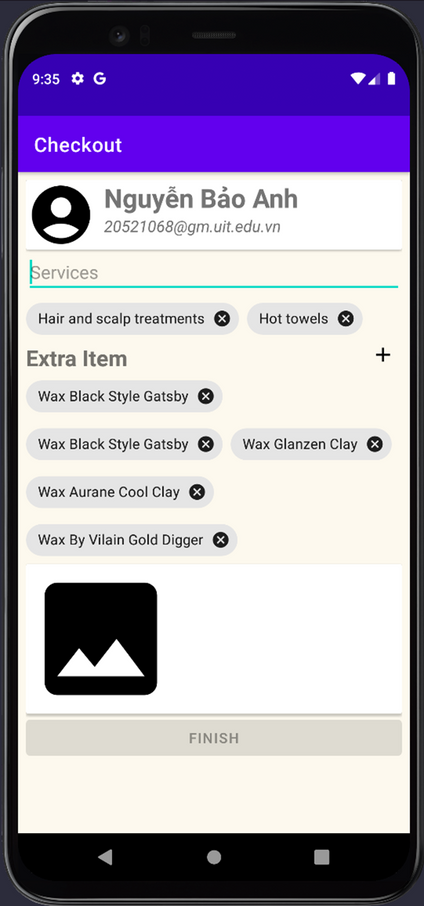 9:35 G
Checkout
Nguyễn Bảo Anh
20521068@gm.uit.edu.vn
Services
Hair and scalp treatments Hot towels
Extra Item +
Wax Black Style Gatsby
Wax Black Style Gatsby Wax Glanzen Clay
Wax Aurane Cool Clay
Wax By Vilain Gold Digger
FINISH